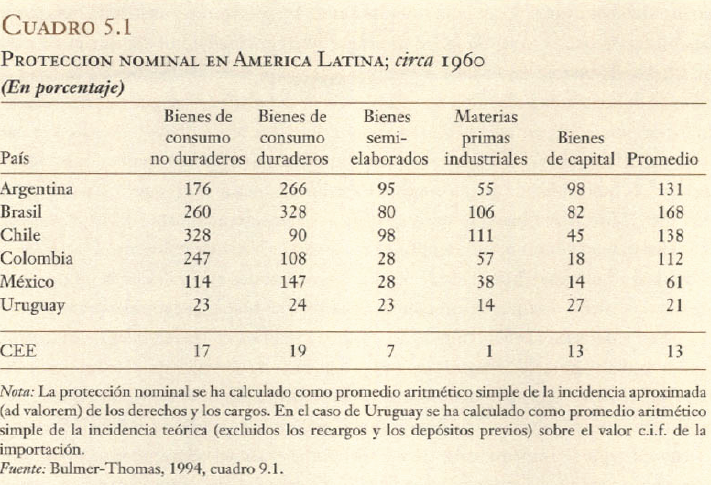 CUADRO 5.1
PROTECCION NOMINAL EN AMERICA LATINA; circa 1960
(En porcentaje)
Bienes de Bienes de Bienes Materias
consumo consumo semi- primas Bienes
País no duraderos duraderos elaborados industriales de capital Promedio
Argentina 176 266 95 55 98 131
Brasil 260 328 80 106 82 168
Chile 328 90 98 111 45 138
Colombia 247 108 28 57 18 112
México 114 147 28 38 14 61
Uruguay 23 24 23 14 27 21
CEE 17 19 7 1 13 13
Nota: La protección nominal se ha calculado como promedio aritmético simple de la incidencia aproximada
(ad valorem) de los derechos y los cargos. En el caso de Uruguay se ha calculado como promedio aritmético
simple de la incidencia teórica (excluidos los recargos y los depósitos previos) sobre el valor c.i.f. de la
importación.
Fuente: Bulmer-Thomas, 1994, cuadro 9.1.